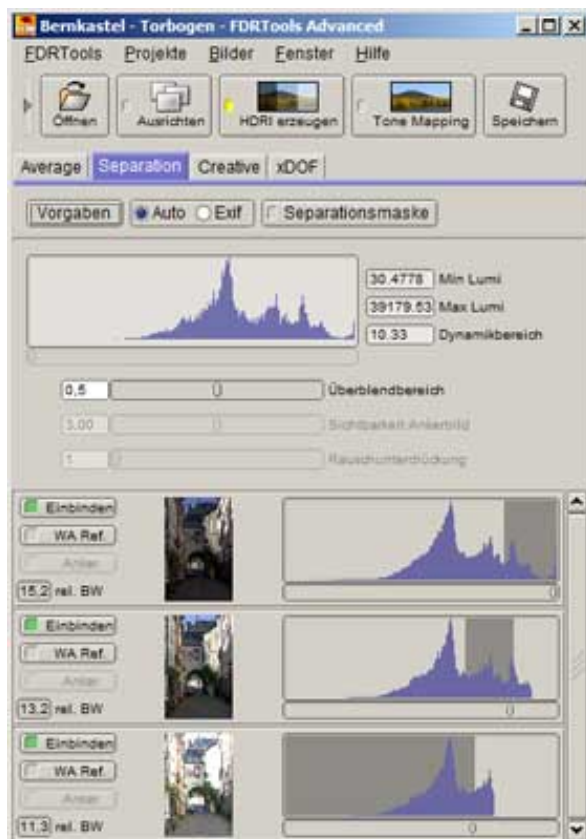 Bernkastel - Torbogen - FDRTools Advanced
FDRTools Projekte Bilder Fenster Hilfe
Öffnen Ausrichten HDRI erzeugen Tone Mapping Speichern
Average Separation Creative xDOF
Vorgaben Auto Exif Separationsmaske
30.4778 Min Lumi
39179.53 Max Lumi
10.33 Dynamikbereich
0,5 Überblendbereich
3,00 Sichtbarkeit Ankerbild
1 Rauschunterdrückung
Einbinden
WA Ref.
Anker
15,2 rel. BW
Einbinden
WA Ref.
Anker
13,2 rel. BW
Einbinden
WA Ref.
Anker
11,3 rel. BW